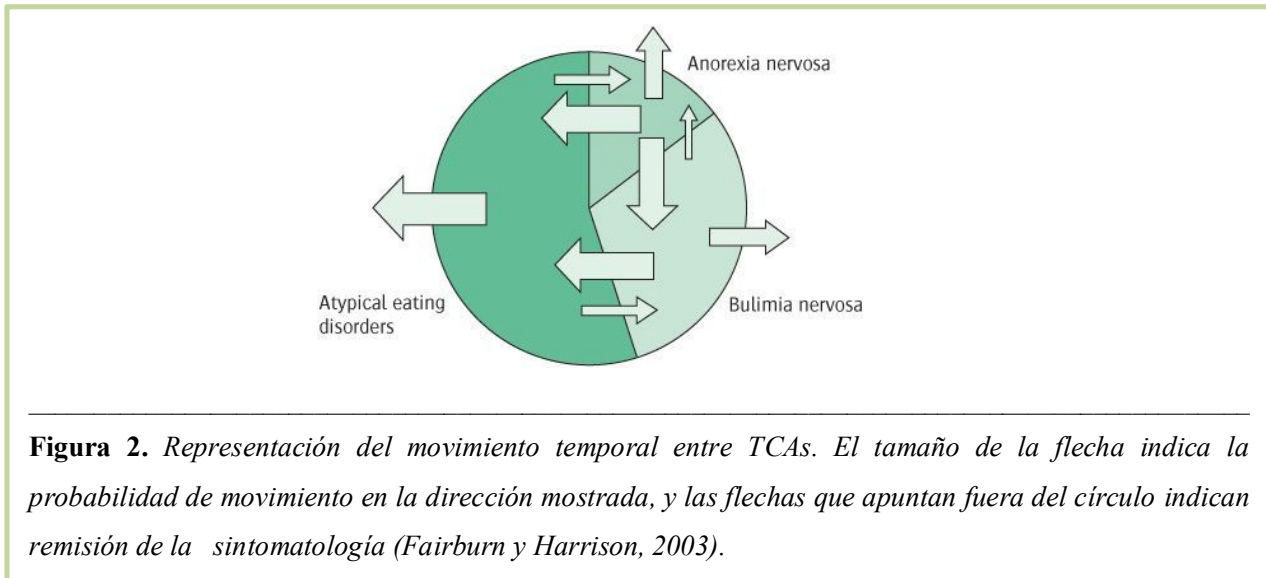 Anorexia nervosa
Atypical eating
disorders
Bulimia nervosa
Figura 2. Representación del movimiento temporal entre TCAs. El tamaño de la flecha indica la
probabilidad de movimiento en la dirección mostrada, y las flechas que apuntan fuera del círculo indican
remisión de la sintomatología (Fairburn y Harrison, 2003).